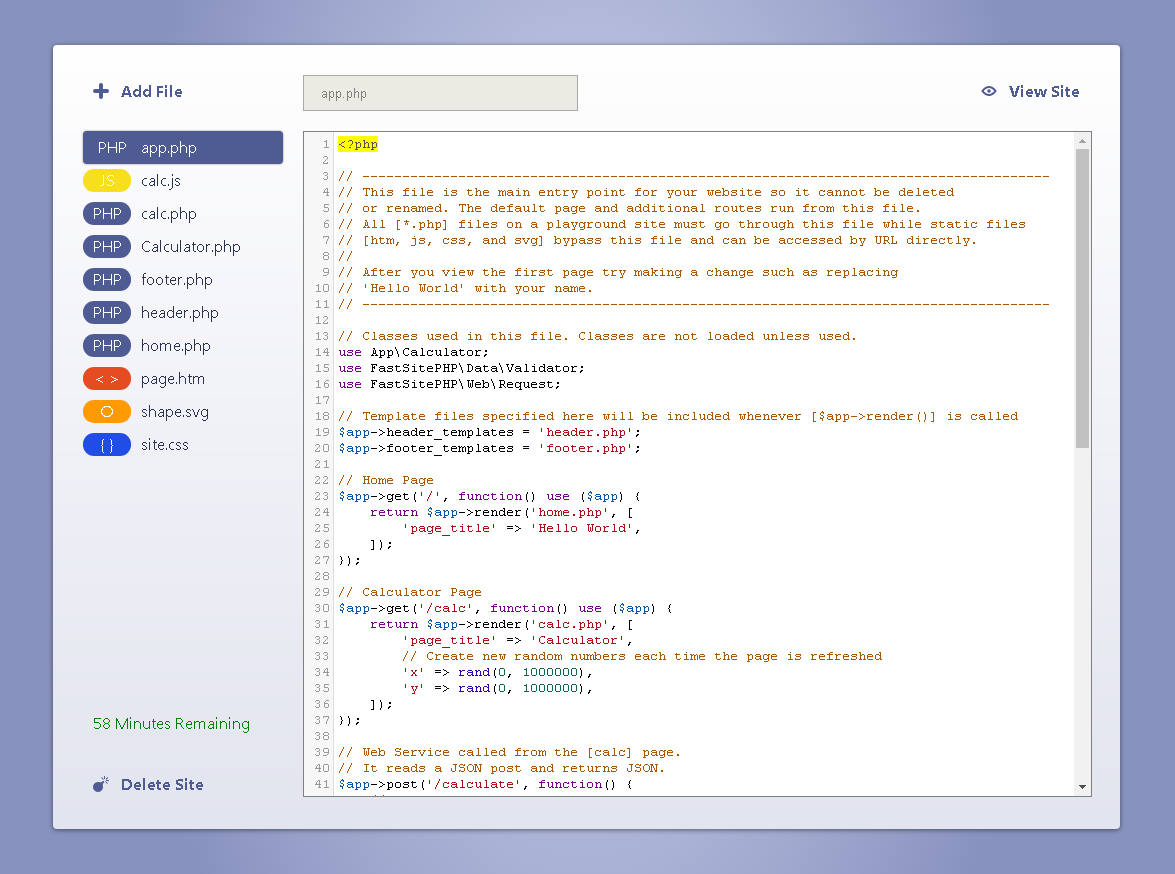 Add File
app.php
View Site
PHP app.php
JS calc.js
PHP calc.php
PHP Calculator.php
PHP footer.php
PHP header.php
PHP home.php
< > page.htm
shape.svg
{ } site.css
58 Minutes Remaining
Delete Site
1 <?php
2
3 // --------------------------------------------------------------------------------------
4 // This file is the main entry point for your website so it cannot be deleted
5 // or renamed. The default page and additional routes run from this file.
6 // All [*.php] files on a playground site must go through this file while static files
7 // [htm, js, css, and svg] bypass this file and can be accessed by URL directly.
8 //
9 // After you view the first page try making a change such as replacing
10 // 'Hello World' with your name.
11 // --------------------------------------------------------------------------------------
12
13 // Classes used in this file. Classes are not loaded unless used.
14 use App\Calculator;
15 use FastSitePHP\Data\Validator;
16 use FastSitePHP\Web\Request;
17
18 // Template files specified here will be included whenever [$app->render()] is called
19 $app->header_templates = 'header.php';
20 $app->footer_templates = 'footer.php';
21
22 // Home Page
23 $app->get('/', function() use ($app) {
24     return $app->render('home.php', [
25         'page_title' => 'Hello World',
26     ]);
27 });
28
29 // Calculator Page
30 $app->get('/calc', function() use ($app) {
31     return $app->render('calc.php', [
32         'page_title' => 'Calculator',
33         // Create new random numbers each time the page is refreshed
34         'x' => rand(0, 1000000),
35         'y' => rand(0, 1000000),
36     ]);
37 });
38
39 // Web Service called from the [calc] page.
40 // It reads a JSON post and returns JSON.
41 $app->post('/calculate', function() {